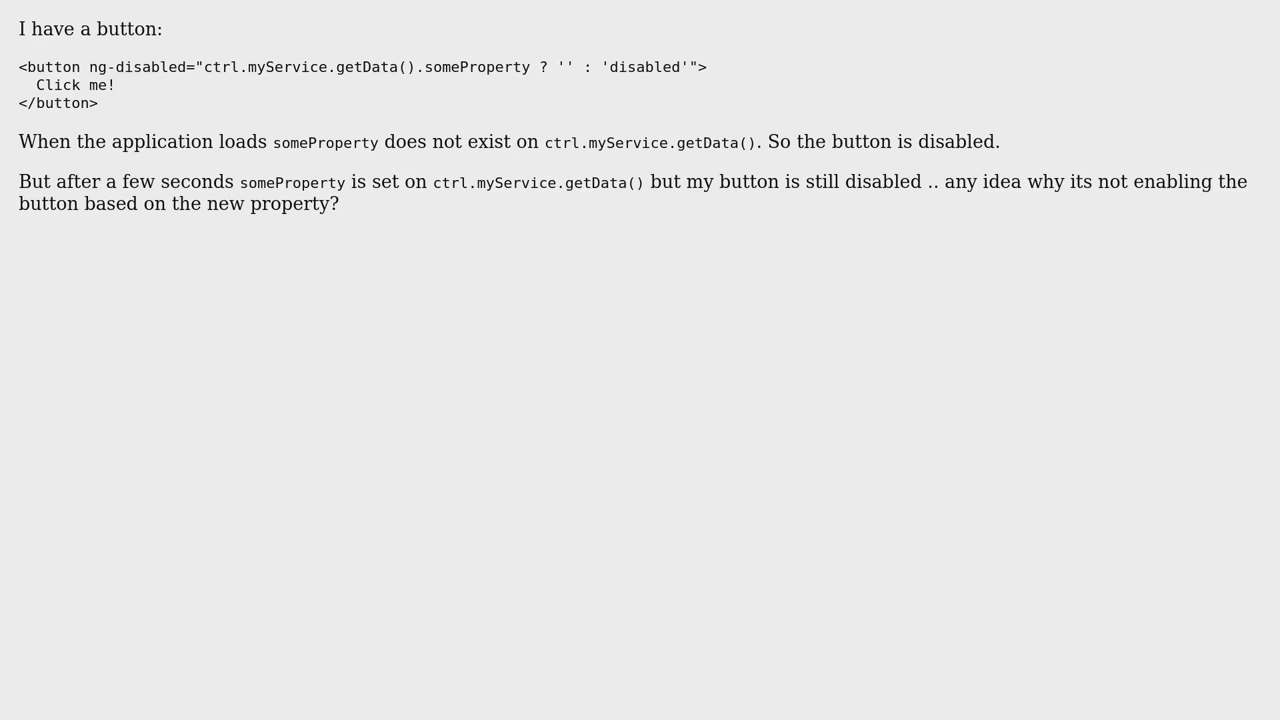 I have a button:
<button ng-disabled="ctrl.myService.getData().someProperty ? '' : 'disabled'">
  Click me!
</button>
When the application loads someProperty does not exist on ctrl.myService.getData(). So the button is disabled.
But after a few seconds someProperty is set on ctrl.myService.getData() but my button is still disabled .. any idea why its not enabling the
button based on the new property?